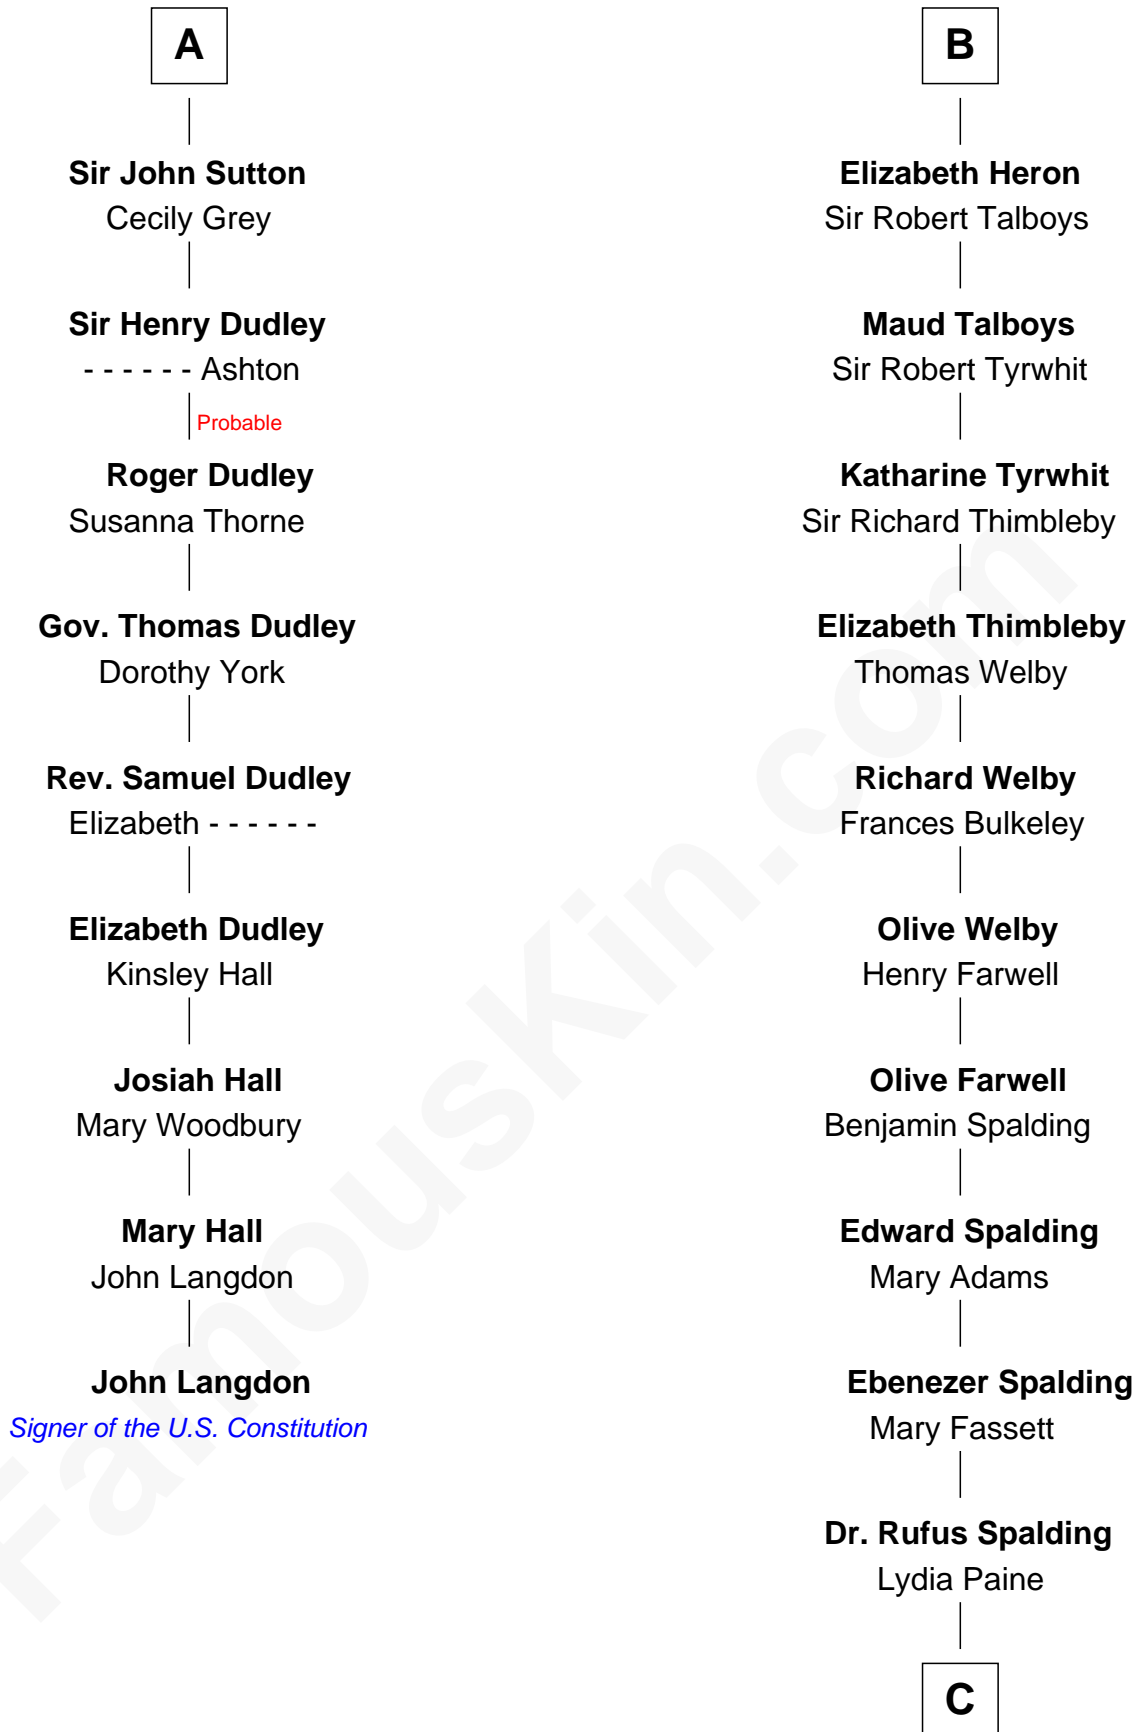 A
Sir John Sutton
Cecily Grey
Sir Henry Dudley
- - - - - - Ashton
Probable
Roger Dudley
Susanna Thorne
Gov. Thomas Dudley
Dorothy York
Rev. Samuel Dudley
Elizabeth - - - - - -
Elizabeth Dudley
Kinsley Hall
Josiah Hall
Mary Woodbury
Mary Hall
John Langdon
John Langdon
Signer of the U.S. Constitution
B
Elizabeth Heron
Sir Robert Talboys
Maud Talboys
Sir Robert Tyrwhit
Katharine Tyrwhit
Sir Richard Thimbleby
Elizabeth Thimbleby
Thomas Welby
Richard Welby
Frances Bulkeley
Olive Welby
Henry Farwell
Olive Farwell
Benjamin Spalding
Edward Spalding
Mary Adams
Ebenezer Spalding
Mary Fassett
Dr. Rufus Spalding
Lydia Paine
C
FamousKin.com